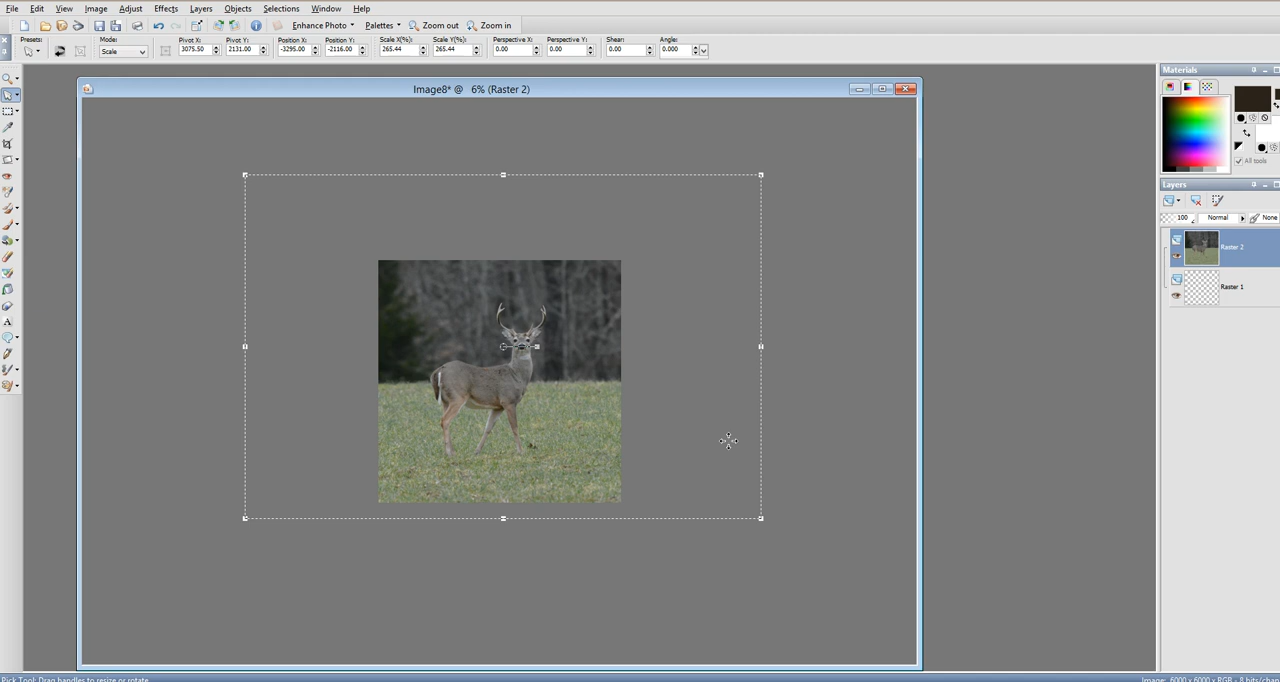 File Edit View Image Adjust Effects Layers Objects Selections Window Help
Enhance Photo Palettes Zoom out Zoom in
Presets: Mode: Pivot X: Pivot Y: Position X: Position Y: Scale X(%): Scale Y(%): Perspective X: Perspective Y: Shear: Angle:
Scale 3075.50 2131.00 -3295.00 -2116.00 265.44 265.44 0.00 0.00 0.00 0.000
Materials
Image8* @ 6% (Raster 2)
All tools
Layers
100 Normal None
Raster 2
Raster 1
A
Pick Tool: Drag handles to resize or rotate.
Image: 6000 x 6000 x RGB - 8 bits/chan